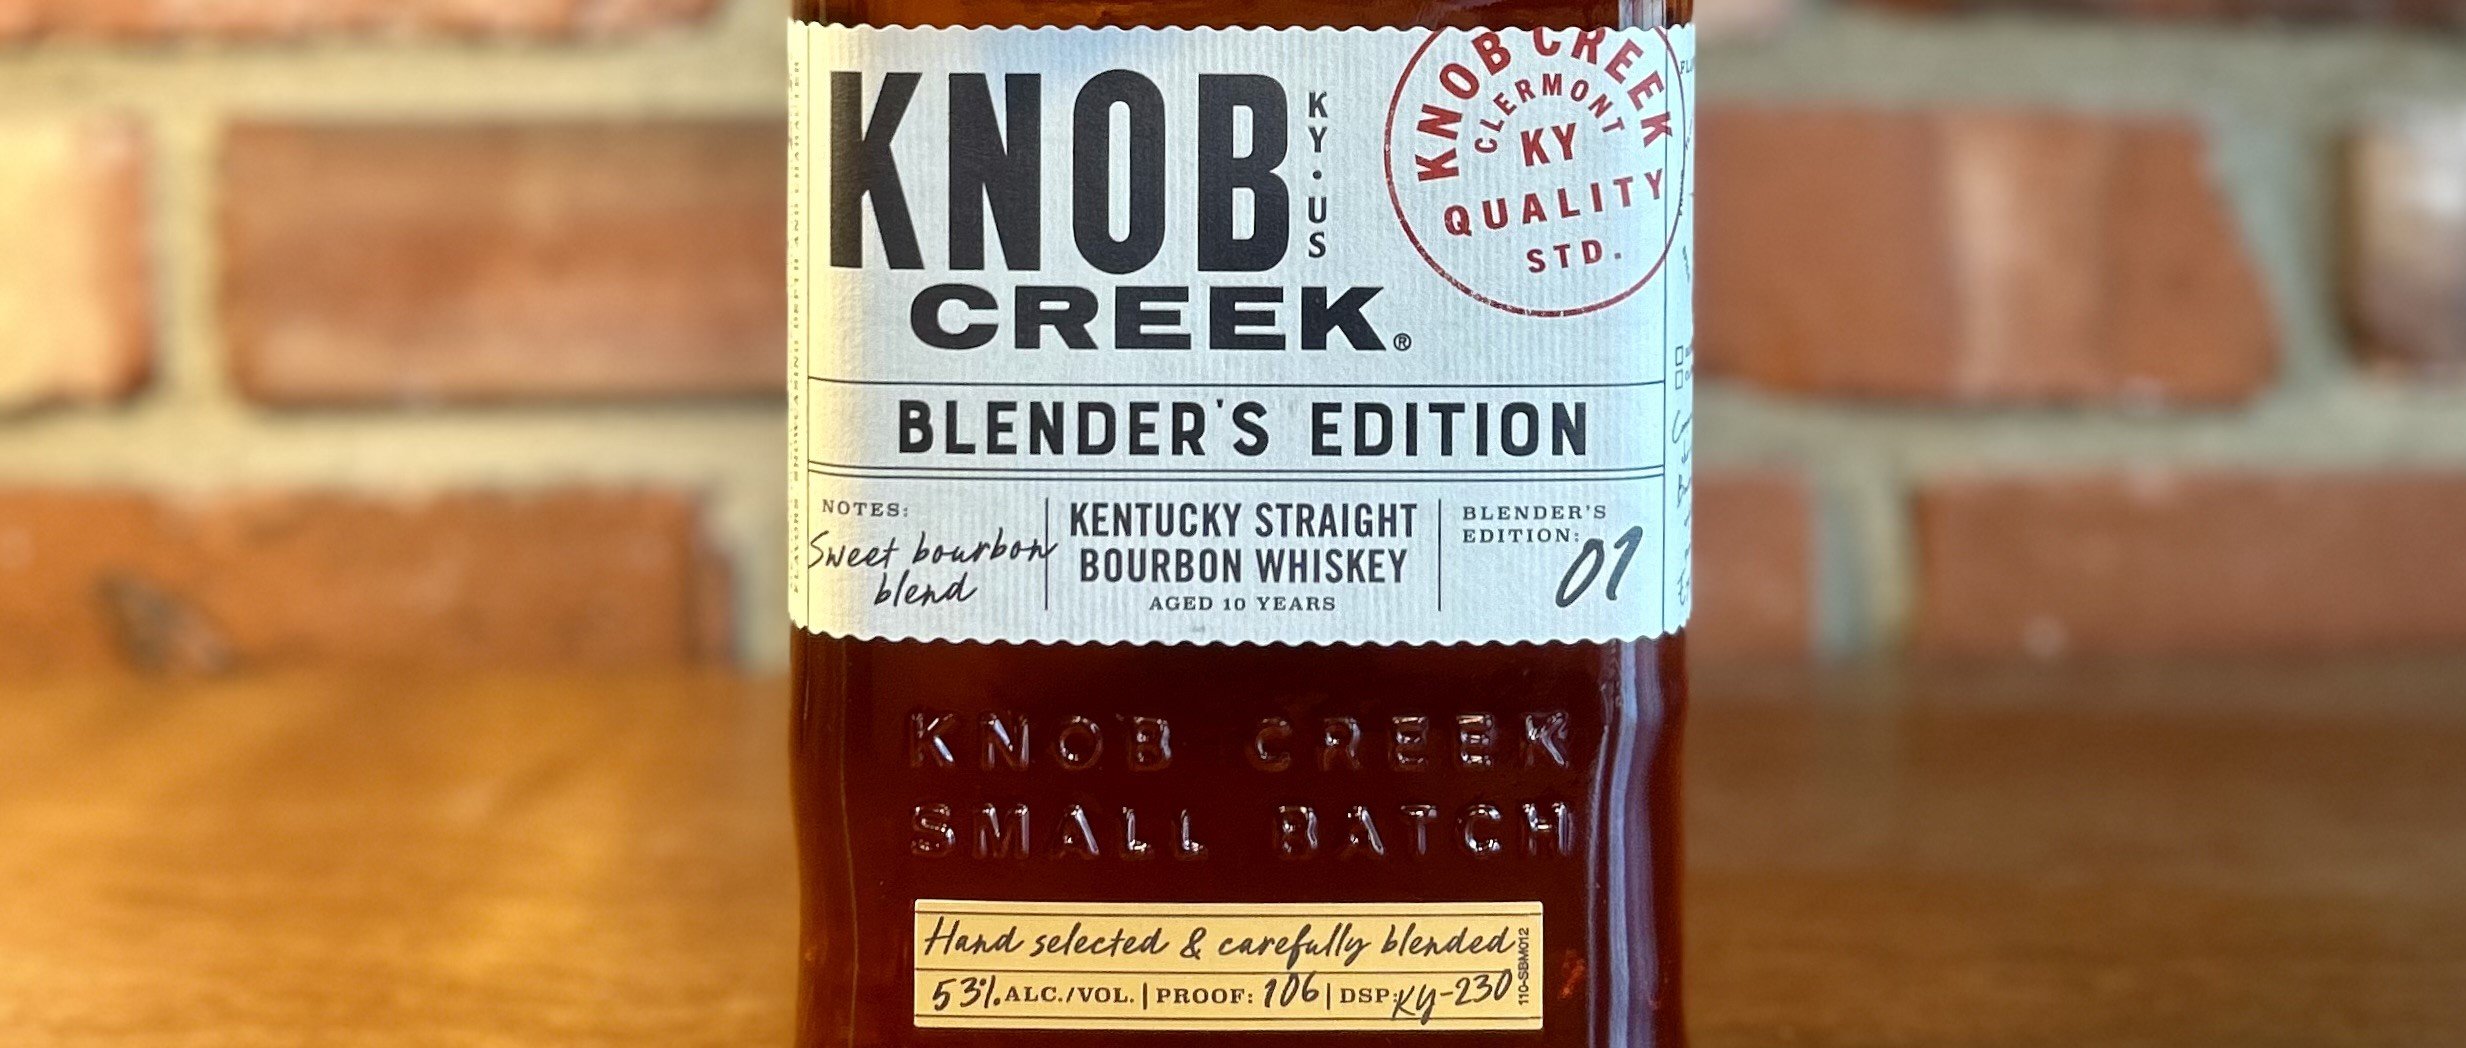 KNOB
KY·US
CREEK®
KNOB CREEK
CLERMONT
KY
QUALITY
STD.
BLENDER'S EDITION
NOTES:
Sweet bourbon
blend
KENTUCKY STRAIGHT
BOURBON WHISKEY
AGED 10 YEARS
BLENDER'S
EDITION: 01
KNOB CREEK
SMALL BATCH
Hand selected & carefully blended
53% ALC./VOL. | PROOF: 106 | DSP: KY-230
110-SBM012